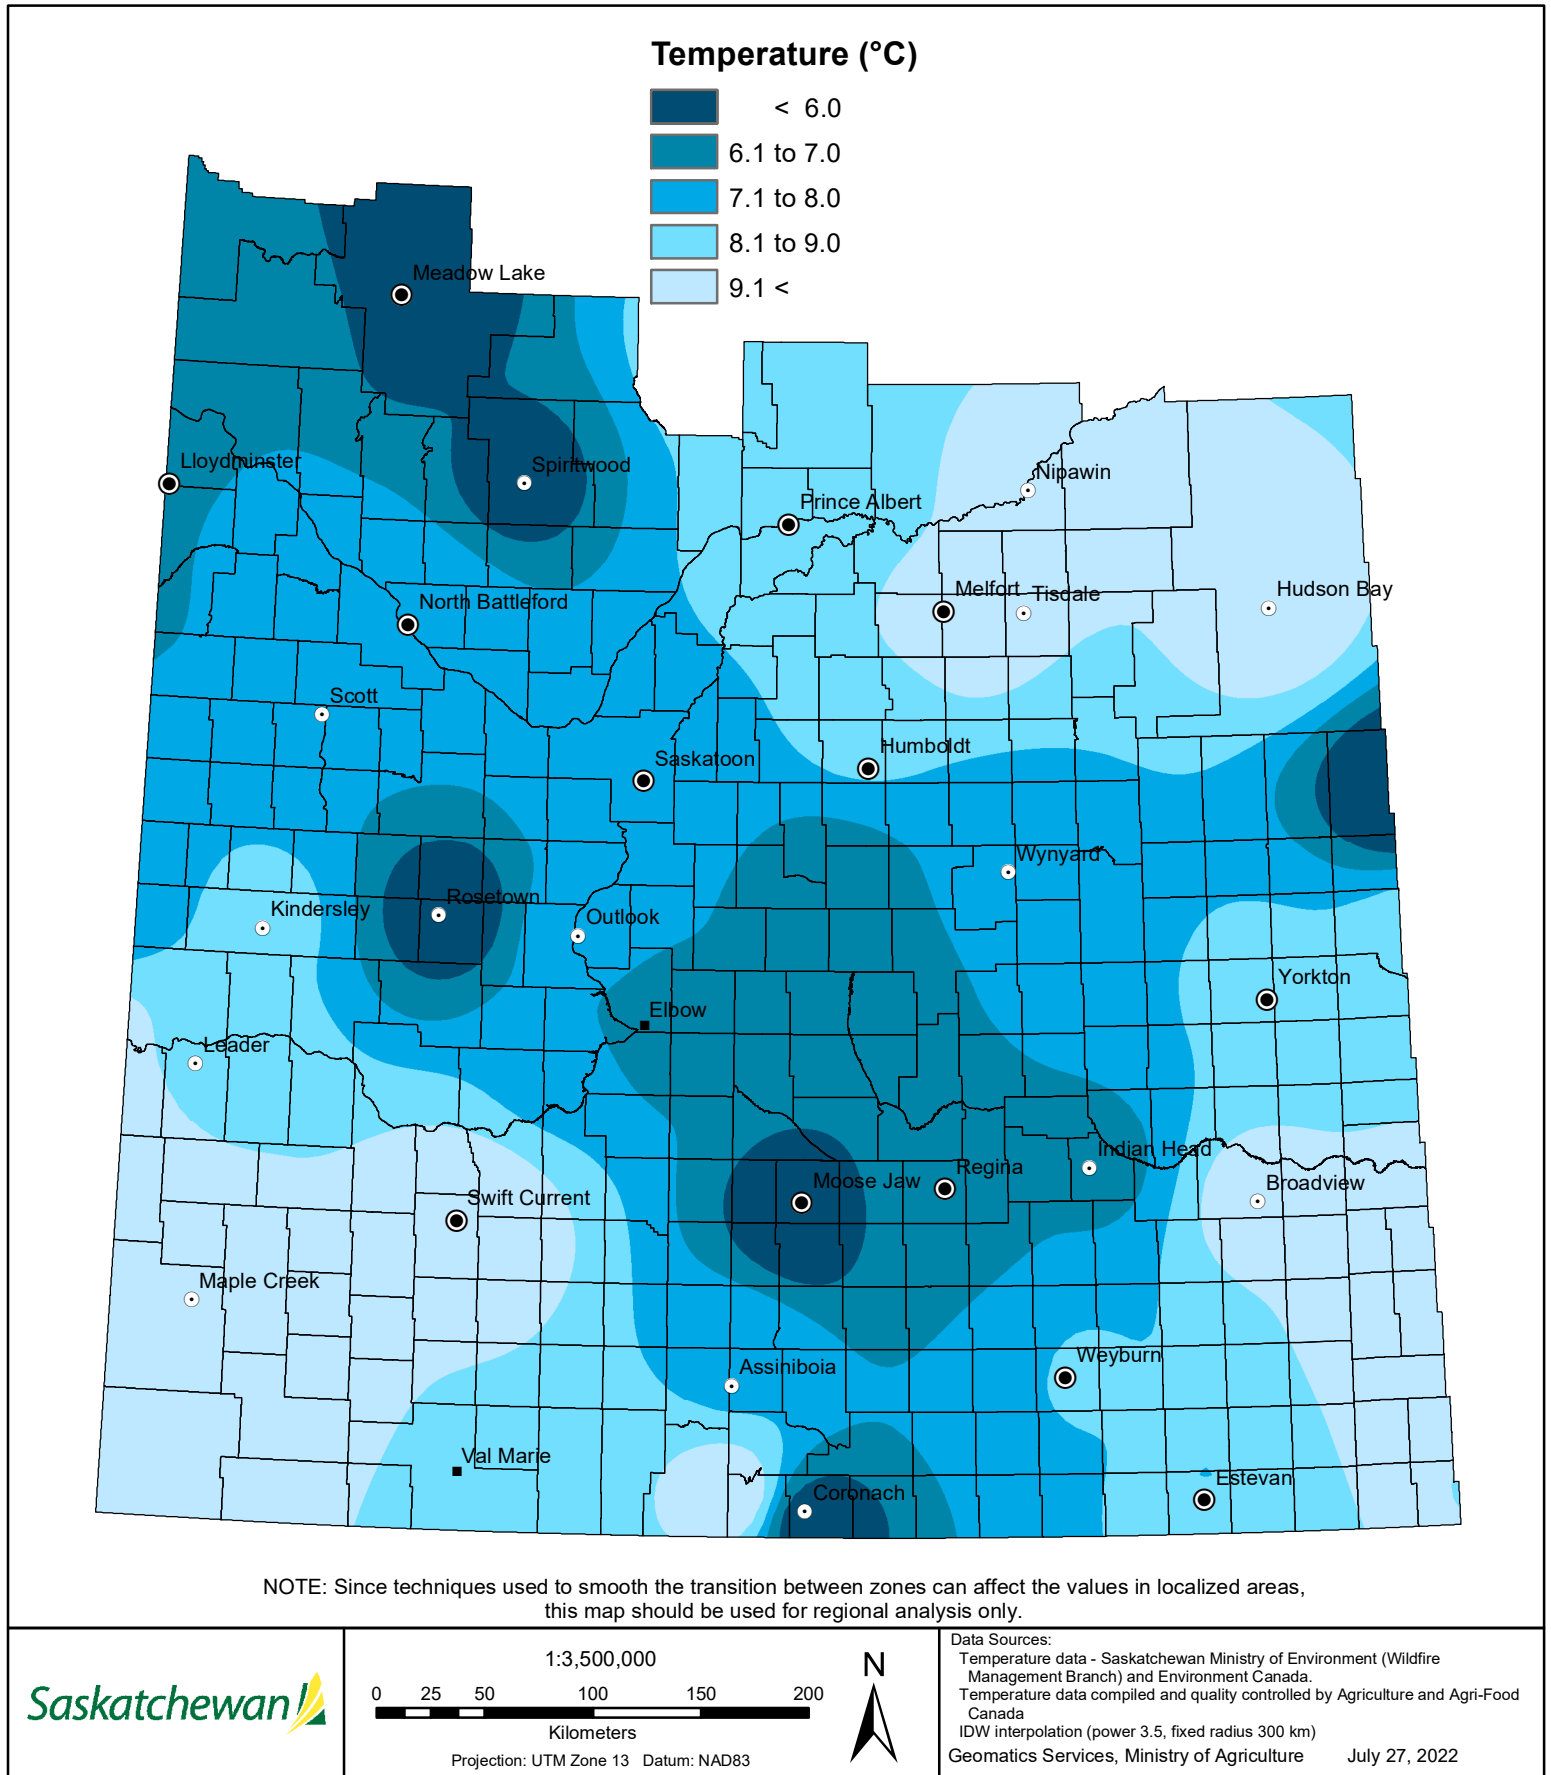 Temperature (°C)
< 6.0
6.1 to 7.0
7.1 to 8.0
8.1 to 9.0
9.1 <
Meadow Lake
Lloydminster
Spiritwood
Nipawin
Prince Albert
Melfort
Tisdale
Hudson Bay
North Battleford
Scott
Saskatoon
Humboldt
Wynyard
Rosetown
Kindersley
Outlook
Yorkton
Elbow
Leader
Indian Head
Regina
Moose Jaw
Broadview
Swift Current
Maple Creek
Weyburn
Assiniboia
Val Marie
Estevan
Coronach
NOTE: Since techniques used to smooth the transition between zones can affect the values in localized areas,
this map should be used for regional analysis only.
Saskatchewan
1:3,500,000
0 25 50 100 150 200
Kilometers
Projection: UTM Zone 13 Datum: NAD83
N
Data Sources:
Temperature data - Saskatchewan Ministry of Environment (Wildfire
Management Branch) and Environment Canada.
Temperature data compiled and quality controlled by Agriculture and Agri-Food
Canada
IDW interpolation (power 3.5, fixed radius 300 km)
Geomatics Services, Ministry of Agriculture July 27, 2022